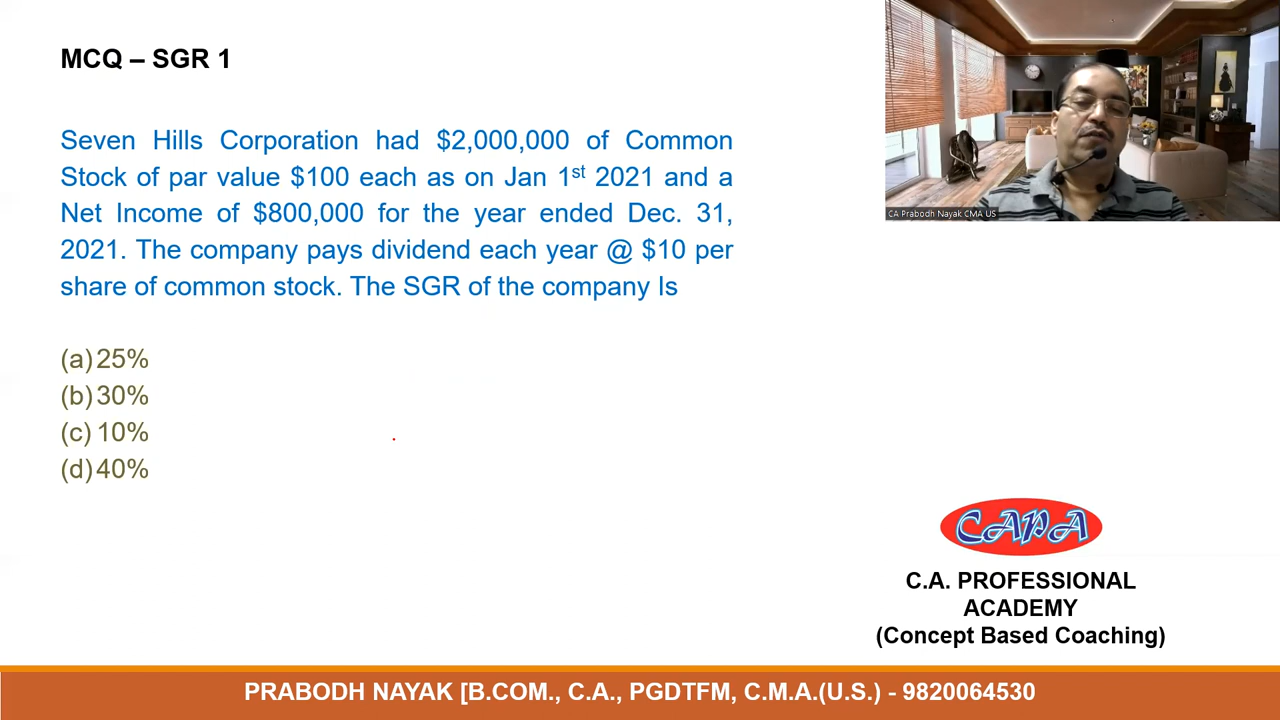 MCQ – SGR 1
Seven Hills Corporation had $2,000,000 of Common
Stock of par value $100 each as on Jan 1st 2021 and a
Net Income of $800,000 for the year ended Dec. 31,
2021. The company pays dividend each year @ $10 per
share of common stock. The SGR of the company Is
(a) 25%
(b) 30%
(c) 10%
(d) 40%
CA Prabodh Nayak CMA US
CAPA
C.A. PROFESSIONAL
ACADEMY
(Concept Based Coaching)
PRABODH NAYAK [B.COM., C.A., PGDTFM, C.M.A.(U.S.) - 9820064530